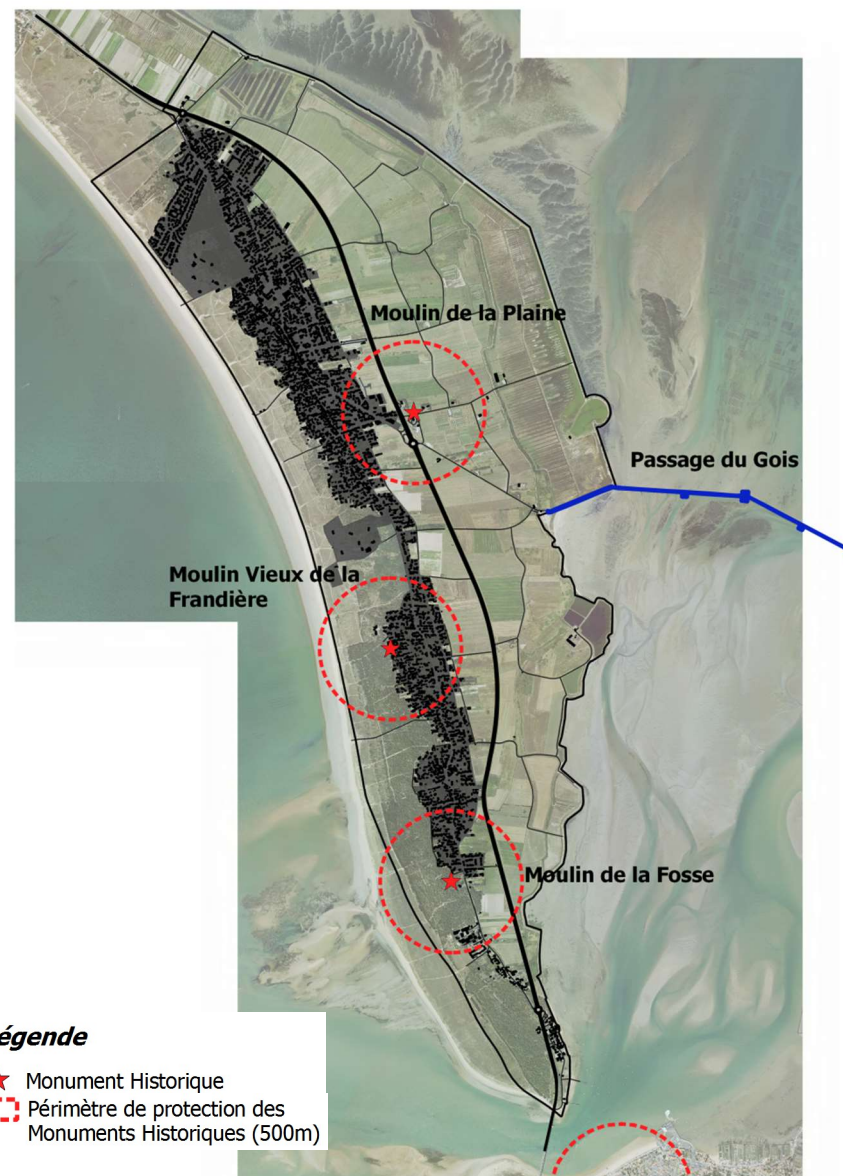 Moulin de la Plaine
Passage du Gois
Moulin Vieux de la
Frandière
Moulin de la Fosse
égende
Monument Historique
Périmètre de protection des
Monuments Historiques (500m)